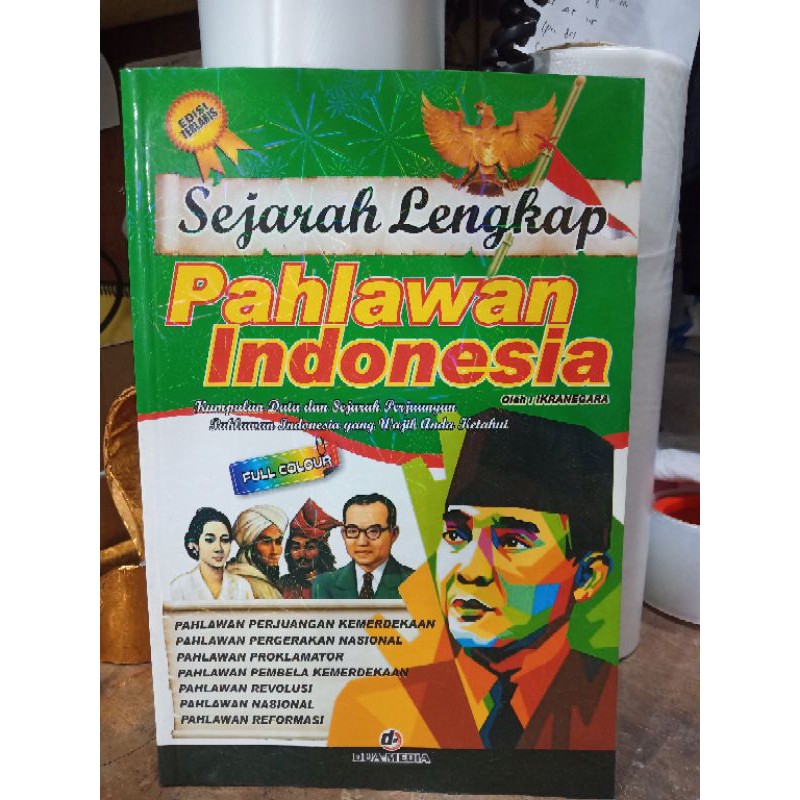 EDISI
TERLARIS
Sejarah Lengkap
Pahlawan
Indonesia
Oleh : IKRANEGARA
Kumpulan Data dan Sejarah Perjuangan
Pahlawan Indonesia yang Wajib Anda Ketahui
FULL COLOUR
PAHLAWAN PERJUANGAN KEMERDEKAAN
PAHLAWAN PERGERAKAN NASIONAL
PAHLAWAN PROKLAMATOR
PAHLAWAN PEMBELA KEMERDEKAAN
PAHLAWAN REVOLUSI
PAHLAWAN NASIONAL
PAHLAWAN REFORMASI
DUA MEDIA